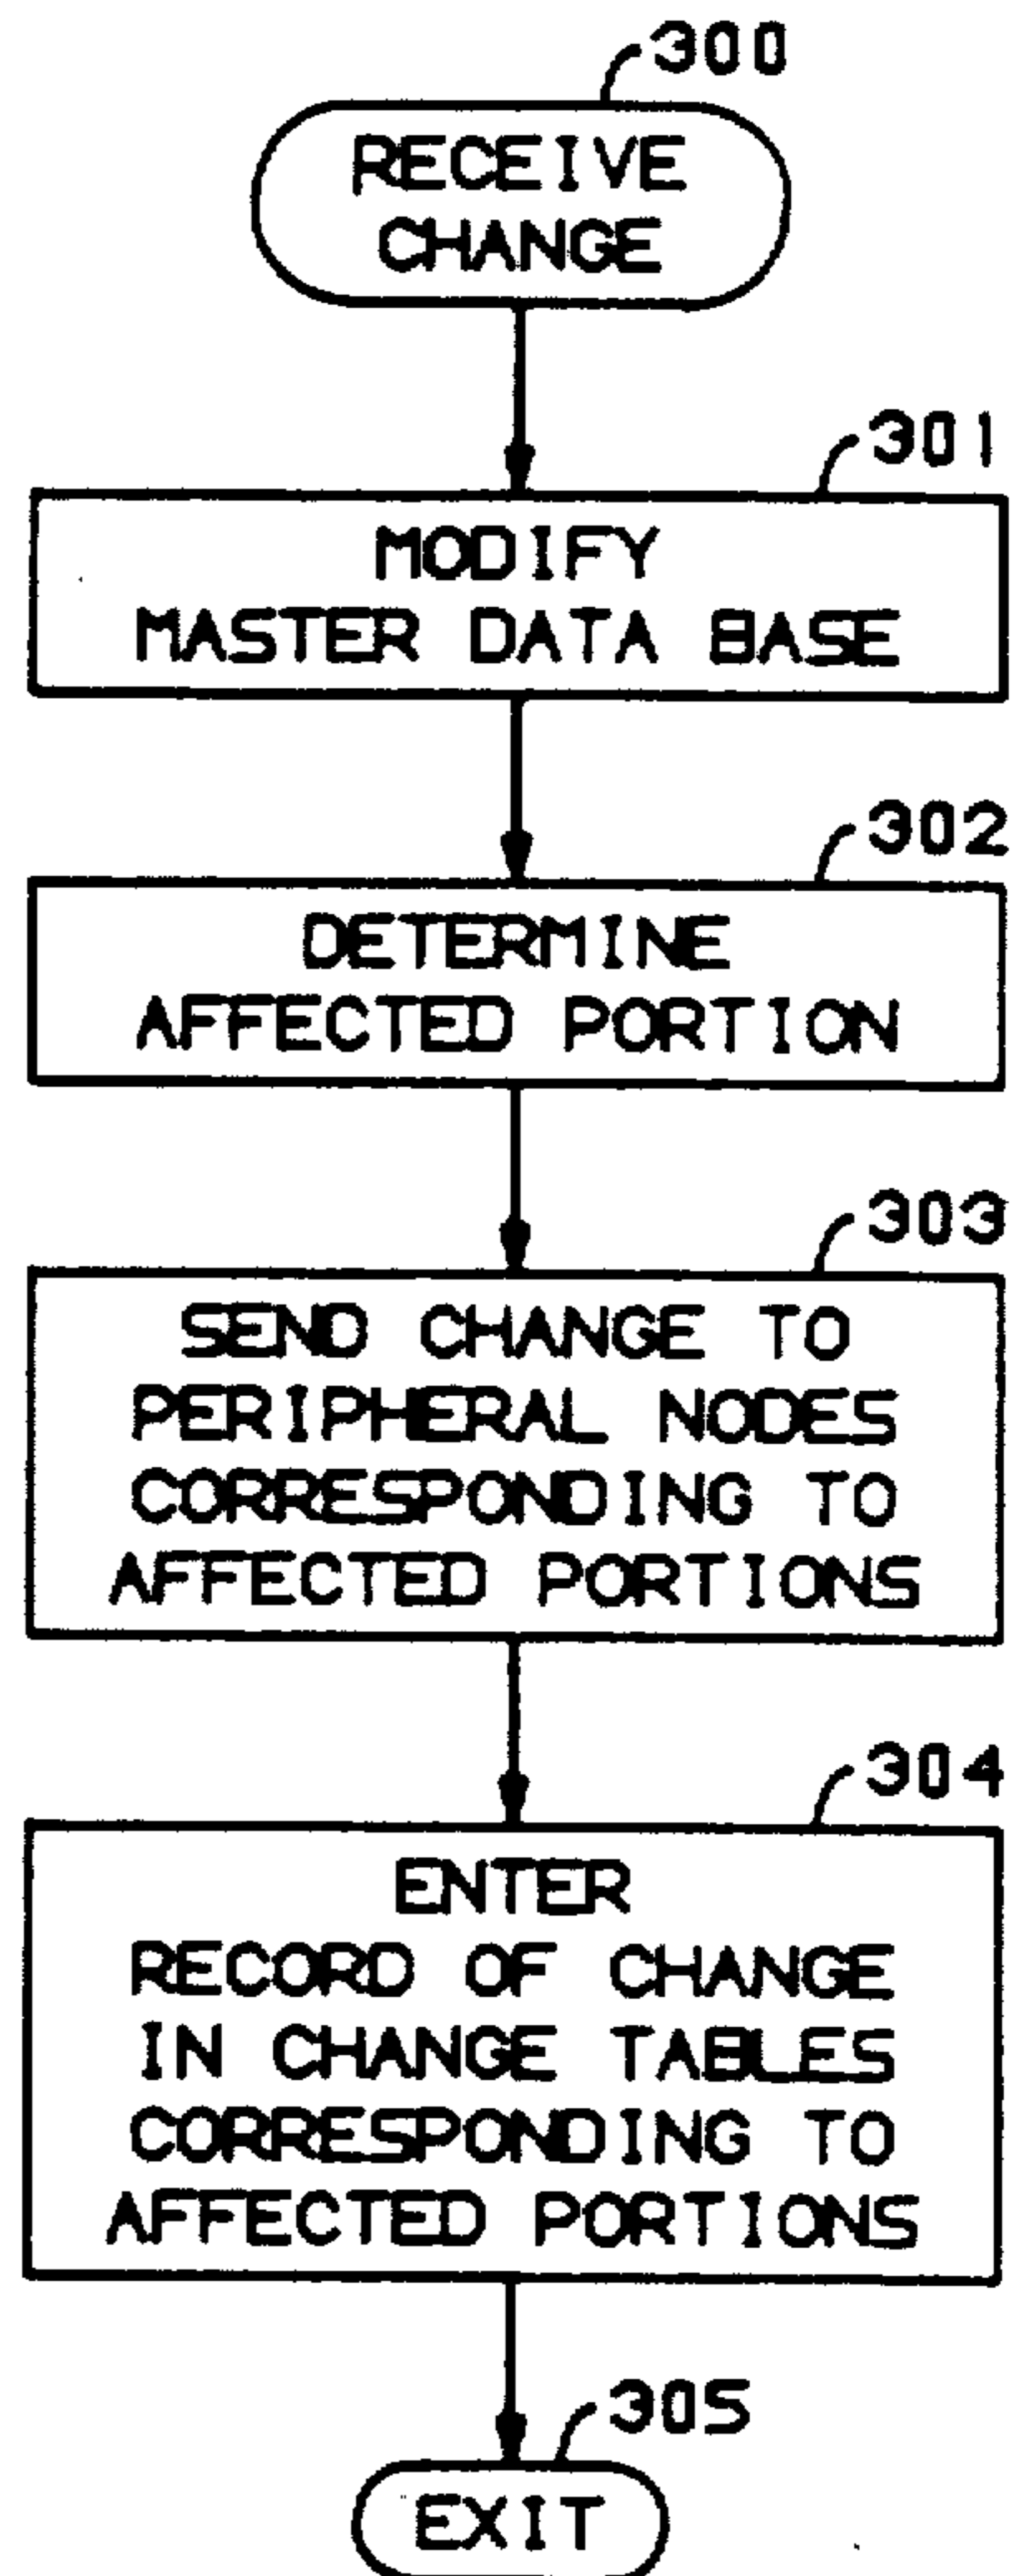 300
RECEIVE
CHANGE
301
MODIFY
MASTER DATA BASE
302
DETERMINE
AFFECTED PORTION
303
SEND CHANGE TO
PERIPHERAL NODES
CORRESPONDING TO
AFFECTED PORTIONS
304
ENTER
RECORD OF CHANGE
IN CHANGE TABLES
CORRESPONDING TO
AFFECTED PORTIONS
305
EXIT